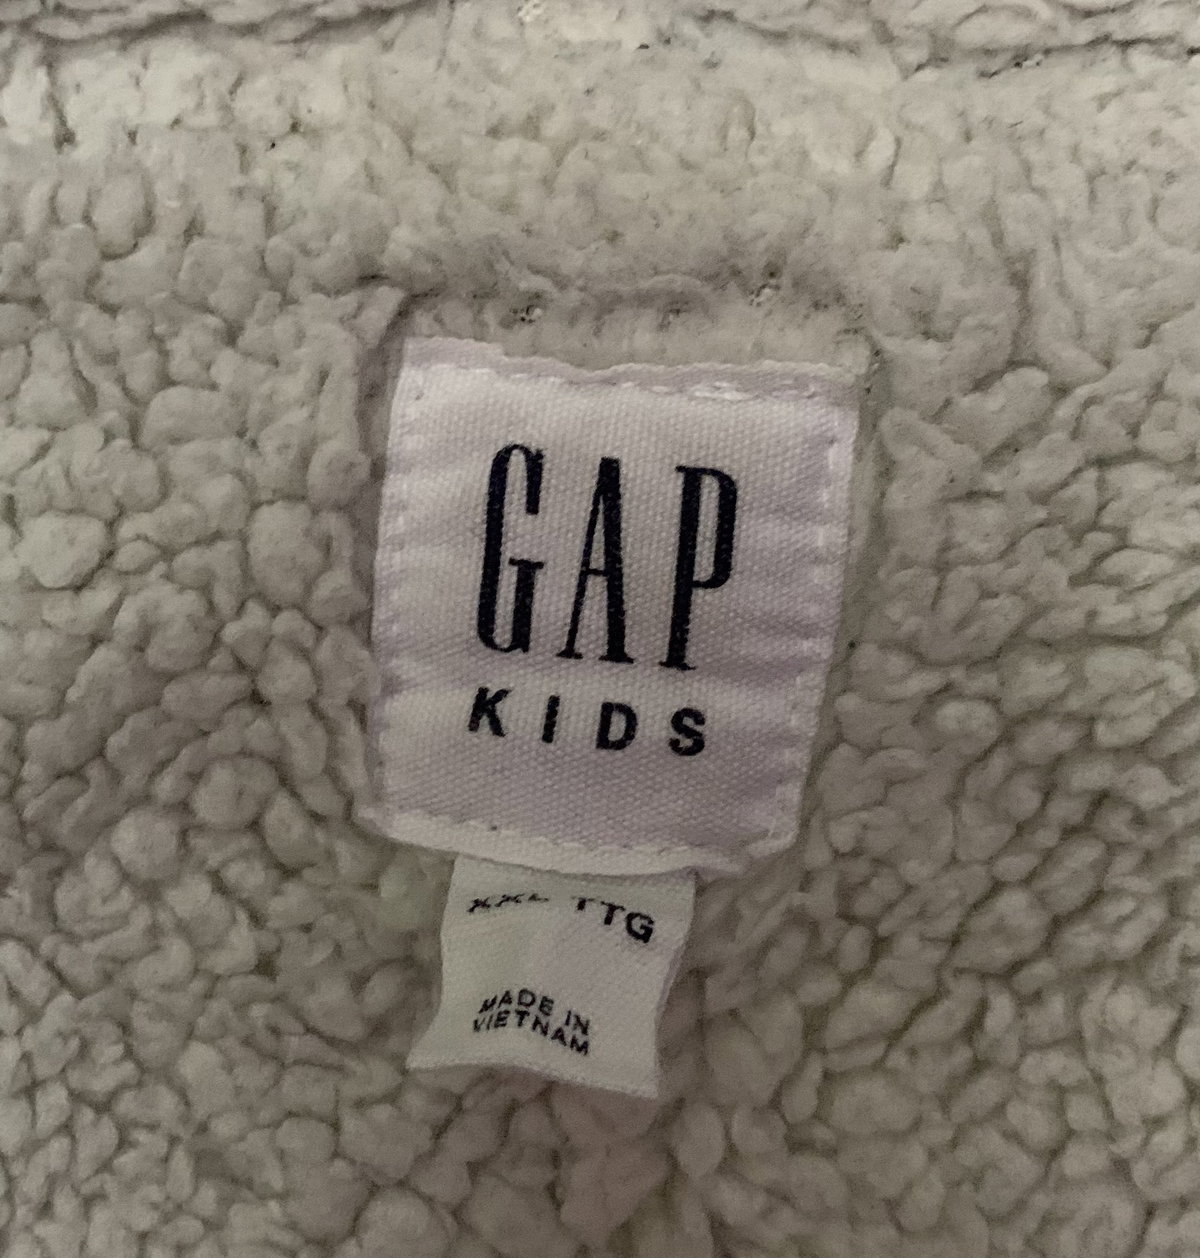 GAP
KIDS
XXL TTG
MADE IN
VIETNAM